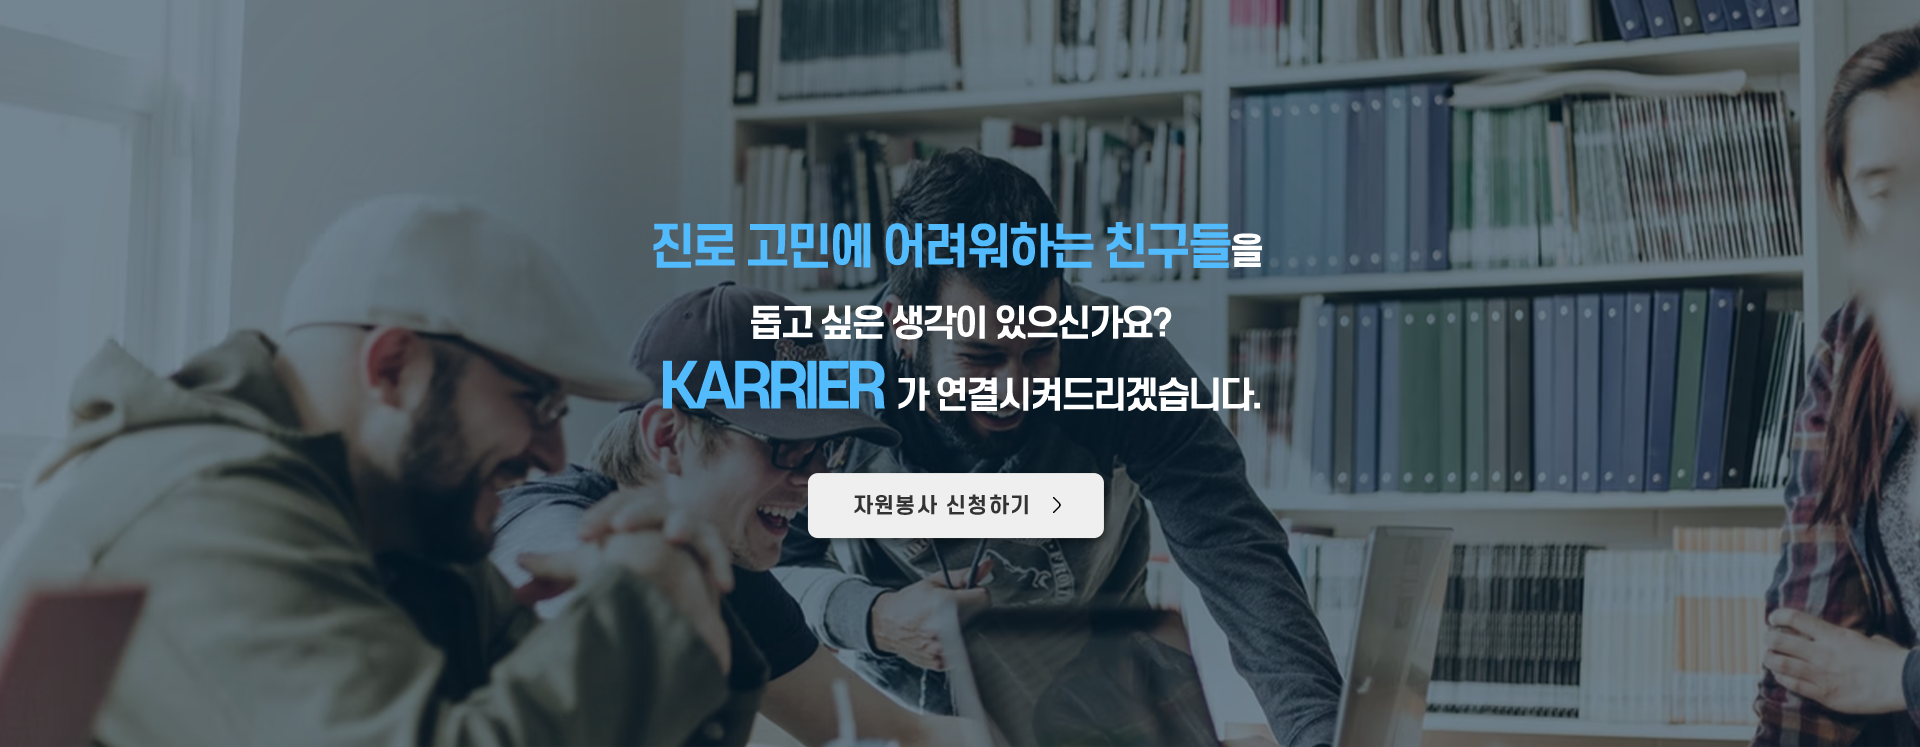 진로 고민에 어려워하는 친구들을
돕고 싶은 생각이 있으신가요?
KARRIER 가 연결시켜드리겠습니다.
자원봉사 신청하기